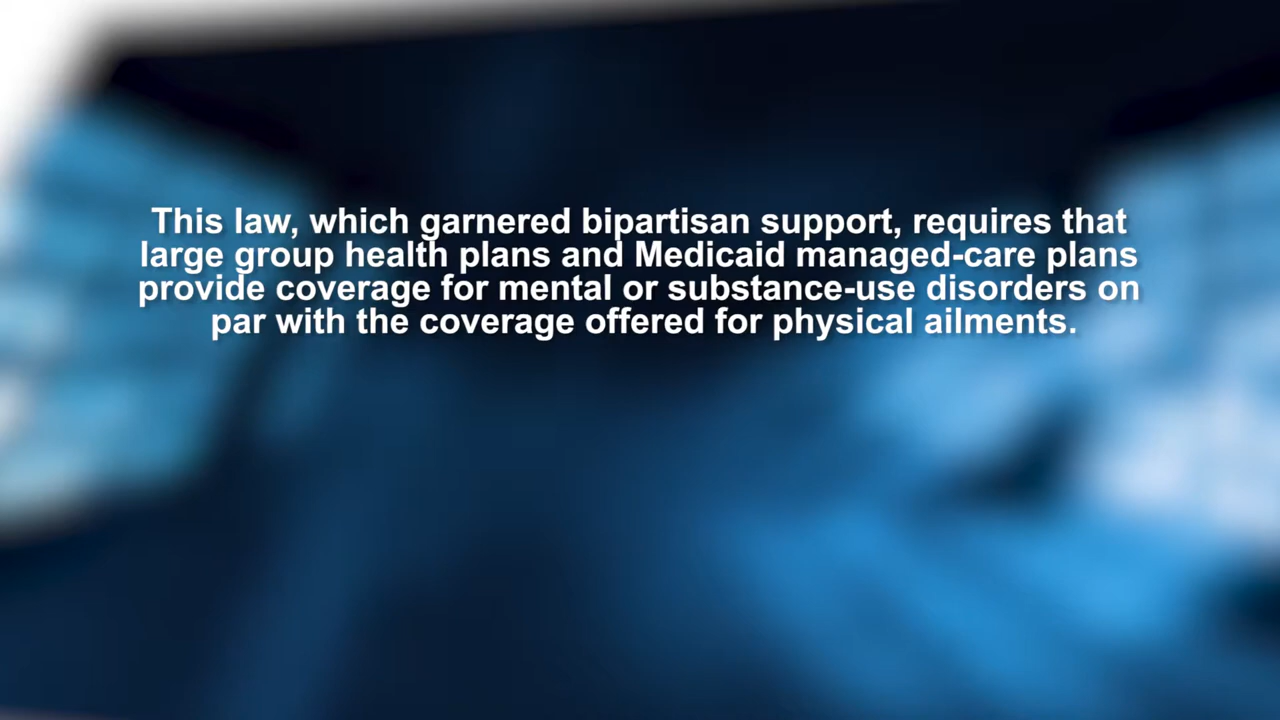 This law, which garnered bipartisan support, requires that
large group health plans and Medicaid managed-care plans
provide coverage for mental or substance-use disorders on
par with the coverage offered for physical ailments.